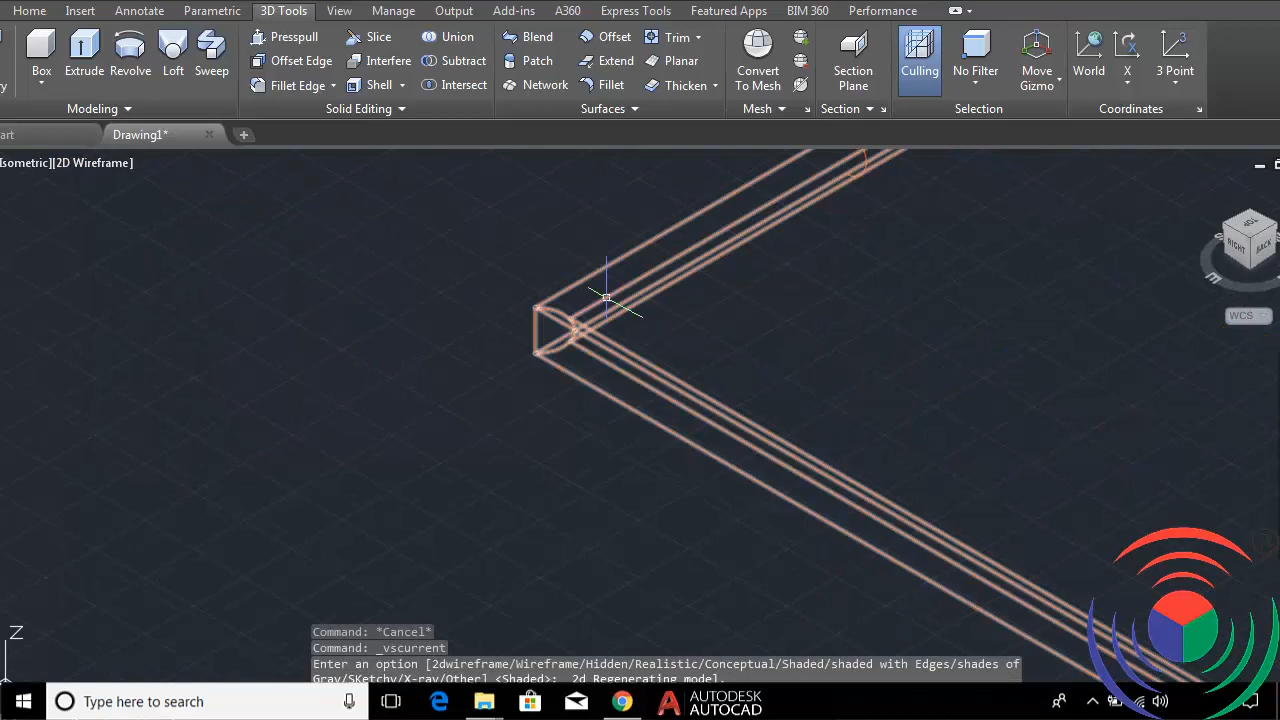 Home Insert Annotate Parametric 3D Tools View Manage Output Add-ins A360 Express Tools Featured Apps BIM 360 Performance
Presspull Slice Union Blend Offset Trim
Offset Edge Interfere Subtract Patch Extend Planar
Box Extrude Revolve Loft Sweep Convert To Mesh Section Plane Culling No Filter Move Gizmo World X 3 Point
Fillet Edge Shell Intersect Network Fillet Thicken
Modeling Solid Editing Surfaces Mesh Section Selection Coordinates
art Drawing1* +
Isometric][2D Wireframe]
TOP
RIGHT BACK
S
E
WCS
Z
Command: *Cancel*
Command: _vscurrent
Enter an option [2dwireframe/Wireframe/Hidden/Realistic/Conceptual/Shaded/shaded with Edges/shades of
Gray/SKetchy/X-ray/Other] <Shaded>: _2d Regenerating model.
Type here to search
AUTODESK
AUTOCAD